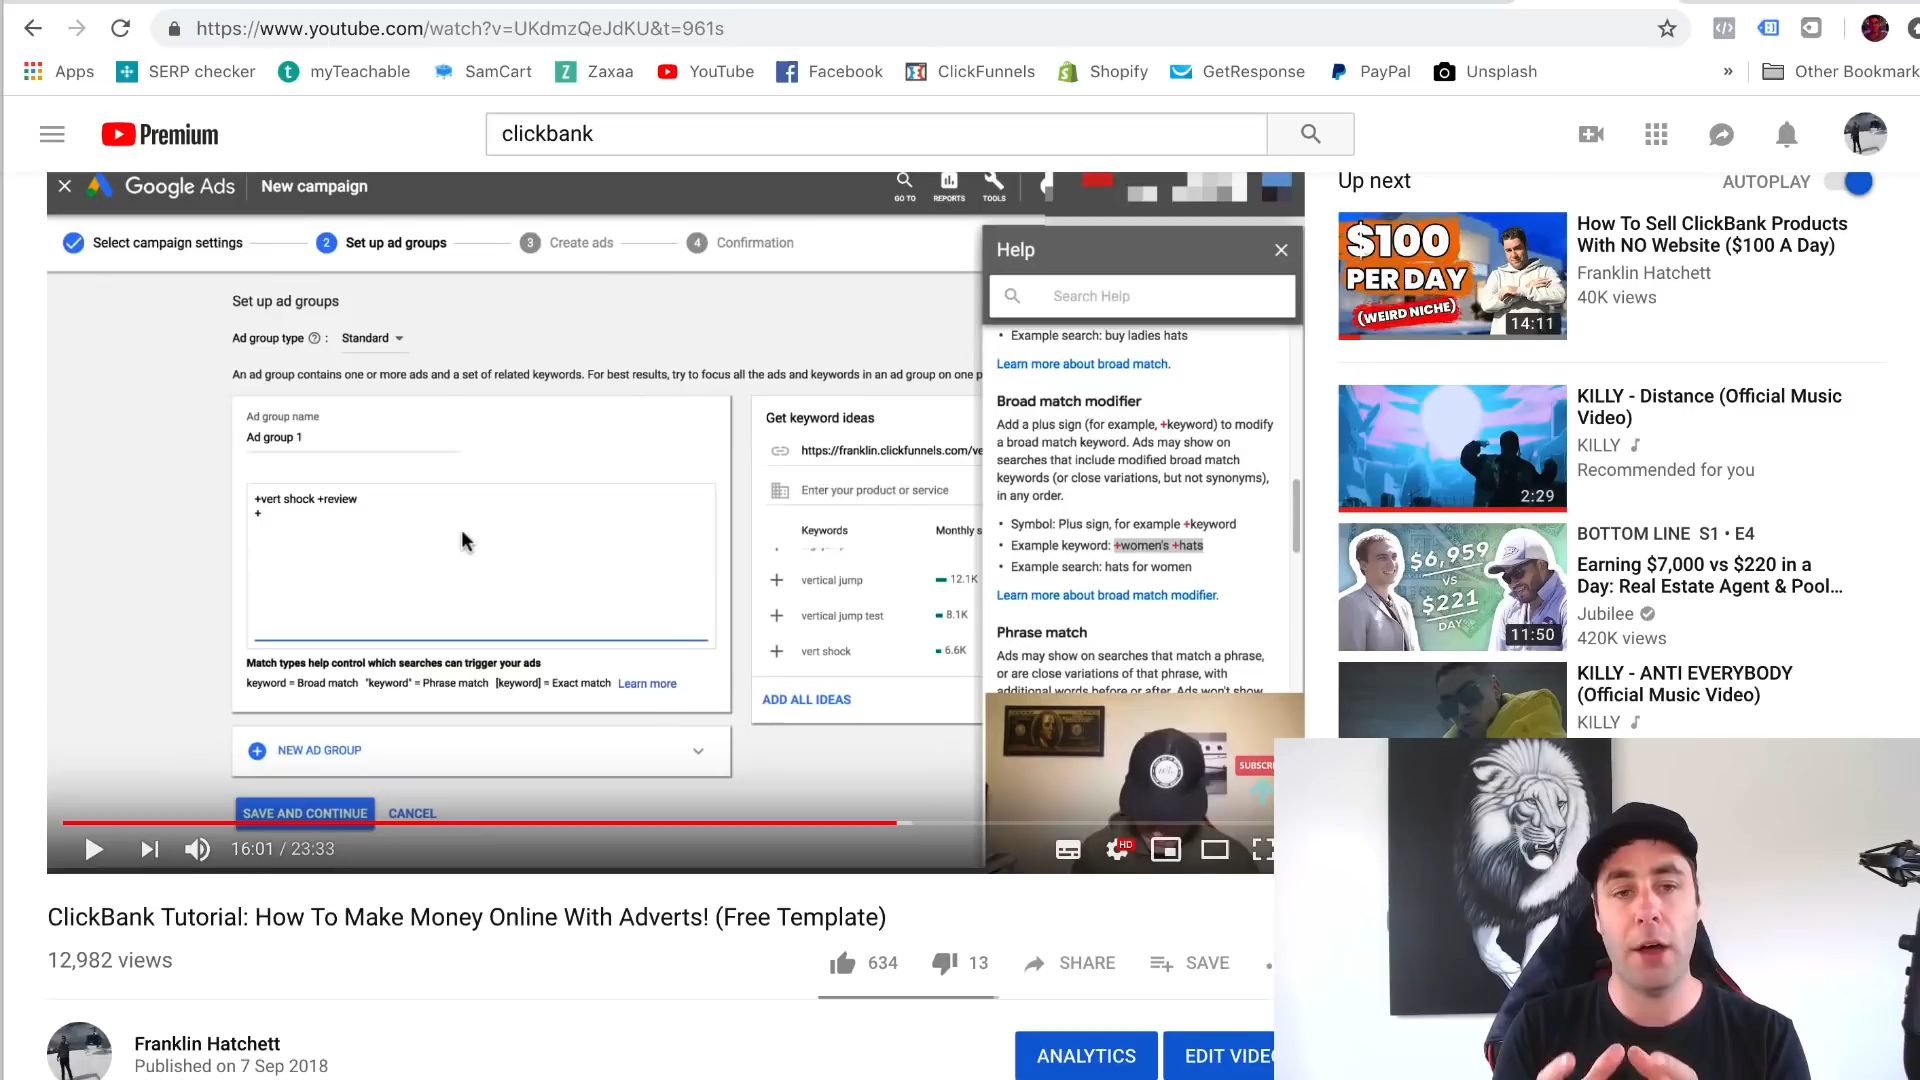 https://www.youtube.com/watch?v=UKdmzQeJdKU&t=961s
Apps
SERP checker
myTeachable
SamCart
Zaxaa
YouTube
Facebook
ClickFunnels
Shopify
GetResponse
PayPal
Unsplash
»
Other Bookmark
Premium
clickbank
Google Ads
New campaign
GO TO
REPORTS
TOOLS
Select campaign settings
2 Set up ad groups
3 Create ads
4 Confirmation
Set up ad groups
Ad group type ? : Standard
An ad group contains one or more ads and a set of related keywords. For best results, try to focus all the ads and keywords in an ad group on one p
Ad group name
Ad group 1
+vert shock +review
+
Match types help control which searches can trigger your ads
keyword = Broad match "keyword" = Phrase match [keyword] = Exact match Learn more
NEW AD GROUP
SAVE AND CONTINUE
CANCEL
Get keyword ideas
https://franklin.clickfunnels.com/ve
Enter your product or service
Keywords
Monthly s
vertical jump
12.1K
vertical jump test
8.1K
vert shock
6.6K
ADD ALL IDEAS
Help
Search Help
• Example search: buy ladies hats
Learn more about broad match.
Broad match modifier
Add a plus sign (for example, +keyword) to modify
a broad match keyword. Ads may show on
searches that include modified broad match
keywords (or close variations, but not synonyms),
in any order.
• Symbol: Plus sign, for example +keyword
• Example keyword: +women's +hats
• Example search: hats for women
Learn more about broad match modifier.
Phrase match
Ads may show on searches that match a phrase,
or are close variations of that phrase, with
additional words before or after. Ads won't show
SUBSCR
16:01 / 23:33
HD
ClickBank Tutorial: How To Make Money Online With Adverts! (Free Template)
12,982 views
634
13
SHARE
SAVE
Franklin Hatchett
Published on 7 Sep 2018
ANALYTICS
EDIT VIDEO
Up next
AUTOPLAY
$100
PER DAY
(WEIRD NICHE)
14:11
How To Sell ClickBank Products
With NO Website ($100 A Day)
Franklin Hatchett
40K views
2:29
KILLY - Distance (Official Music
Video)
KILLY
Recommended for you
$6,959
VS
$221
DAY
11:50
BOTTOM LINE S1 • E4
Earning $7,000 vs $220 in a
Day: Real Estate Agent & Pool...
Jubilee
420K views
KILLY - ANTI EVERYBODY
(Official Music Video)
KILLY